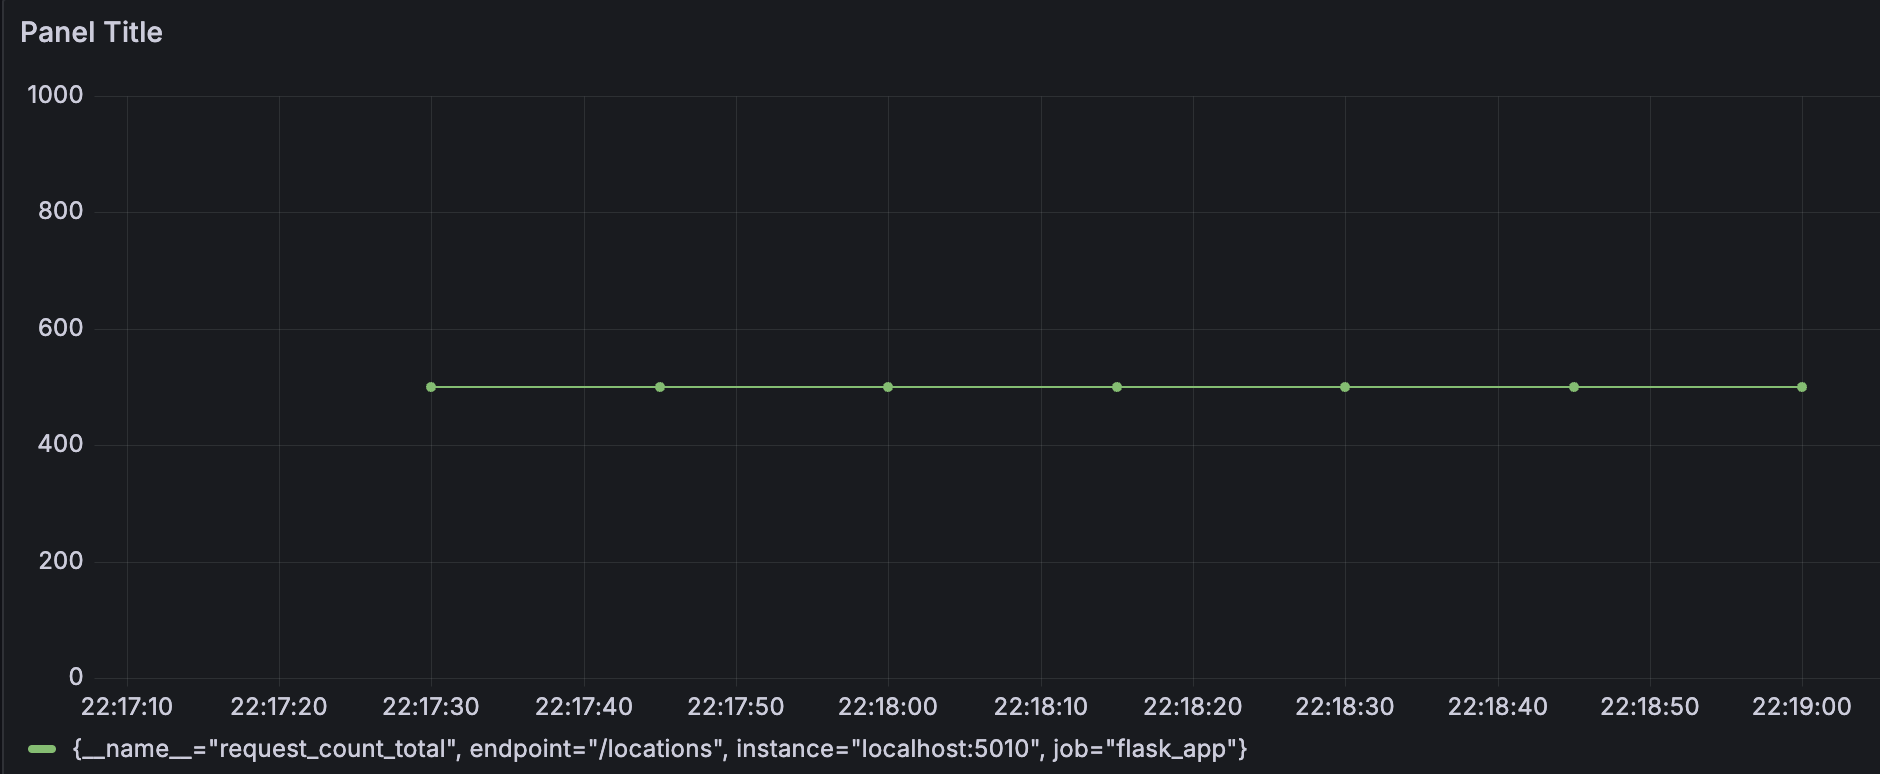 Panel Title
1000
800
600
400
200
0
22:17:10 22:17:20 22:17:30 22:17:40 22:17:50 22:18:00 22:18:10 22:18:20 22:18:30 22:18:40 22:18:50 22:19:00
{__name__="request_count_total", endpoint="/locations", instance="localhost:5010", job="flask_app"}